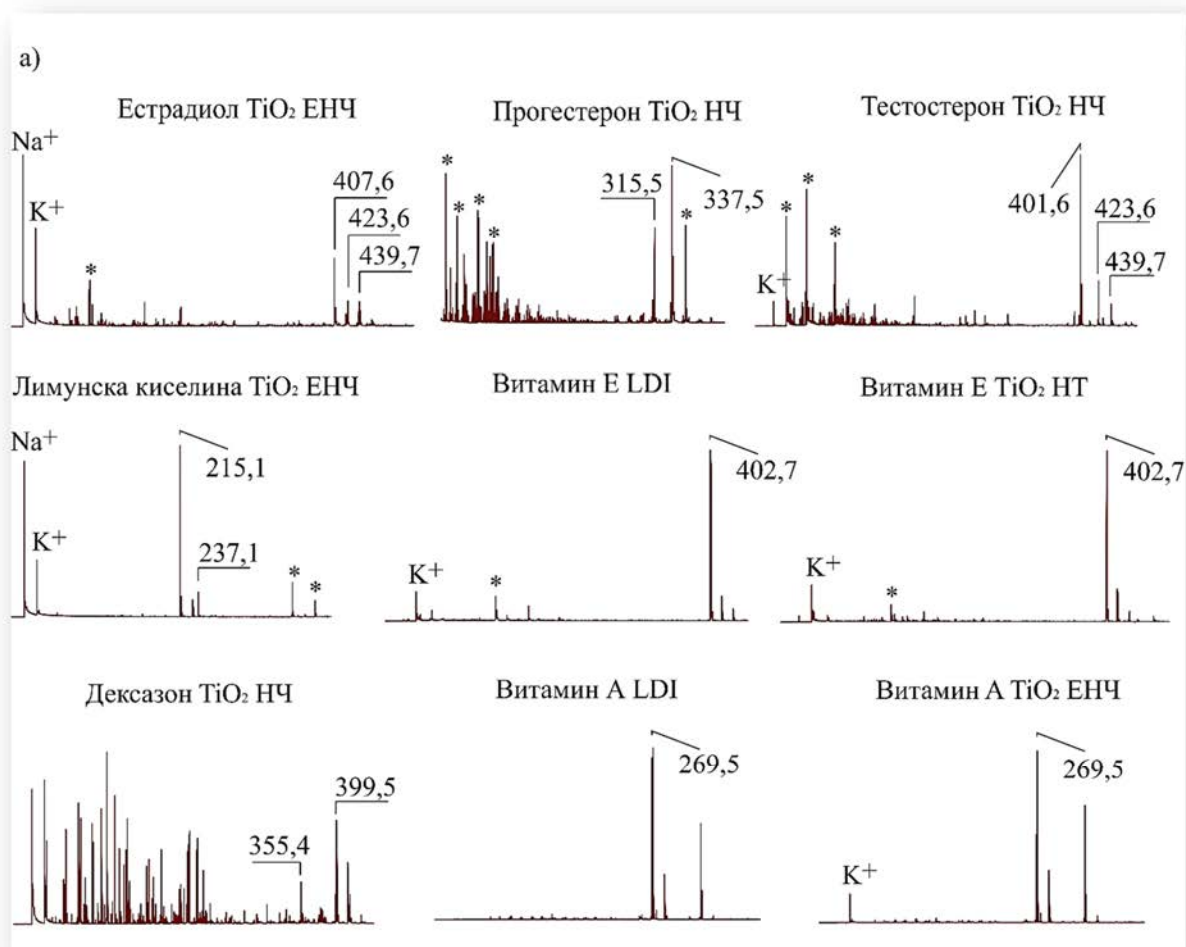 а)
Естрадиол TiO₂ ЕНЧ
Na⁺
K⁺
*
407,6
423,6
439,7
Прогестерон TiO₂ НЧ
*
*
*
*
315,5
337,5
*
Тестостерон TiO₂ НЧ
K⁺
*
*
*
401,6
423,6
439,7
Лимунска киселина TiO₂ ЕНЧ
Na⁺
K⁺
215,1
237,1
*
*
Витамин Е LDI
K⁺
*
402,7
Витамин Е TiO₂ НТ
K⁺
*
402,7
Дексазон TiO₂ НЧ
355,4
399,5
Витамин А LDI
269,5
Витамин А TiO₂ ЕНЧ
K⁺
269,5